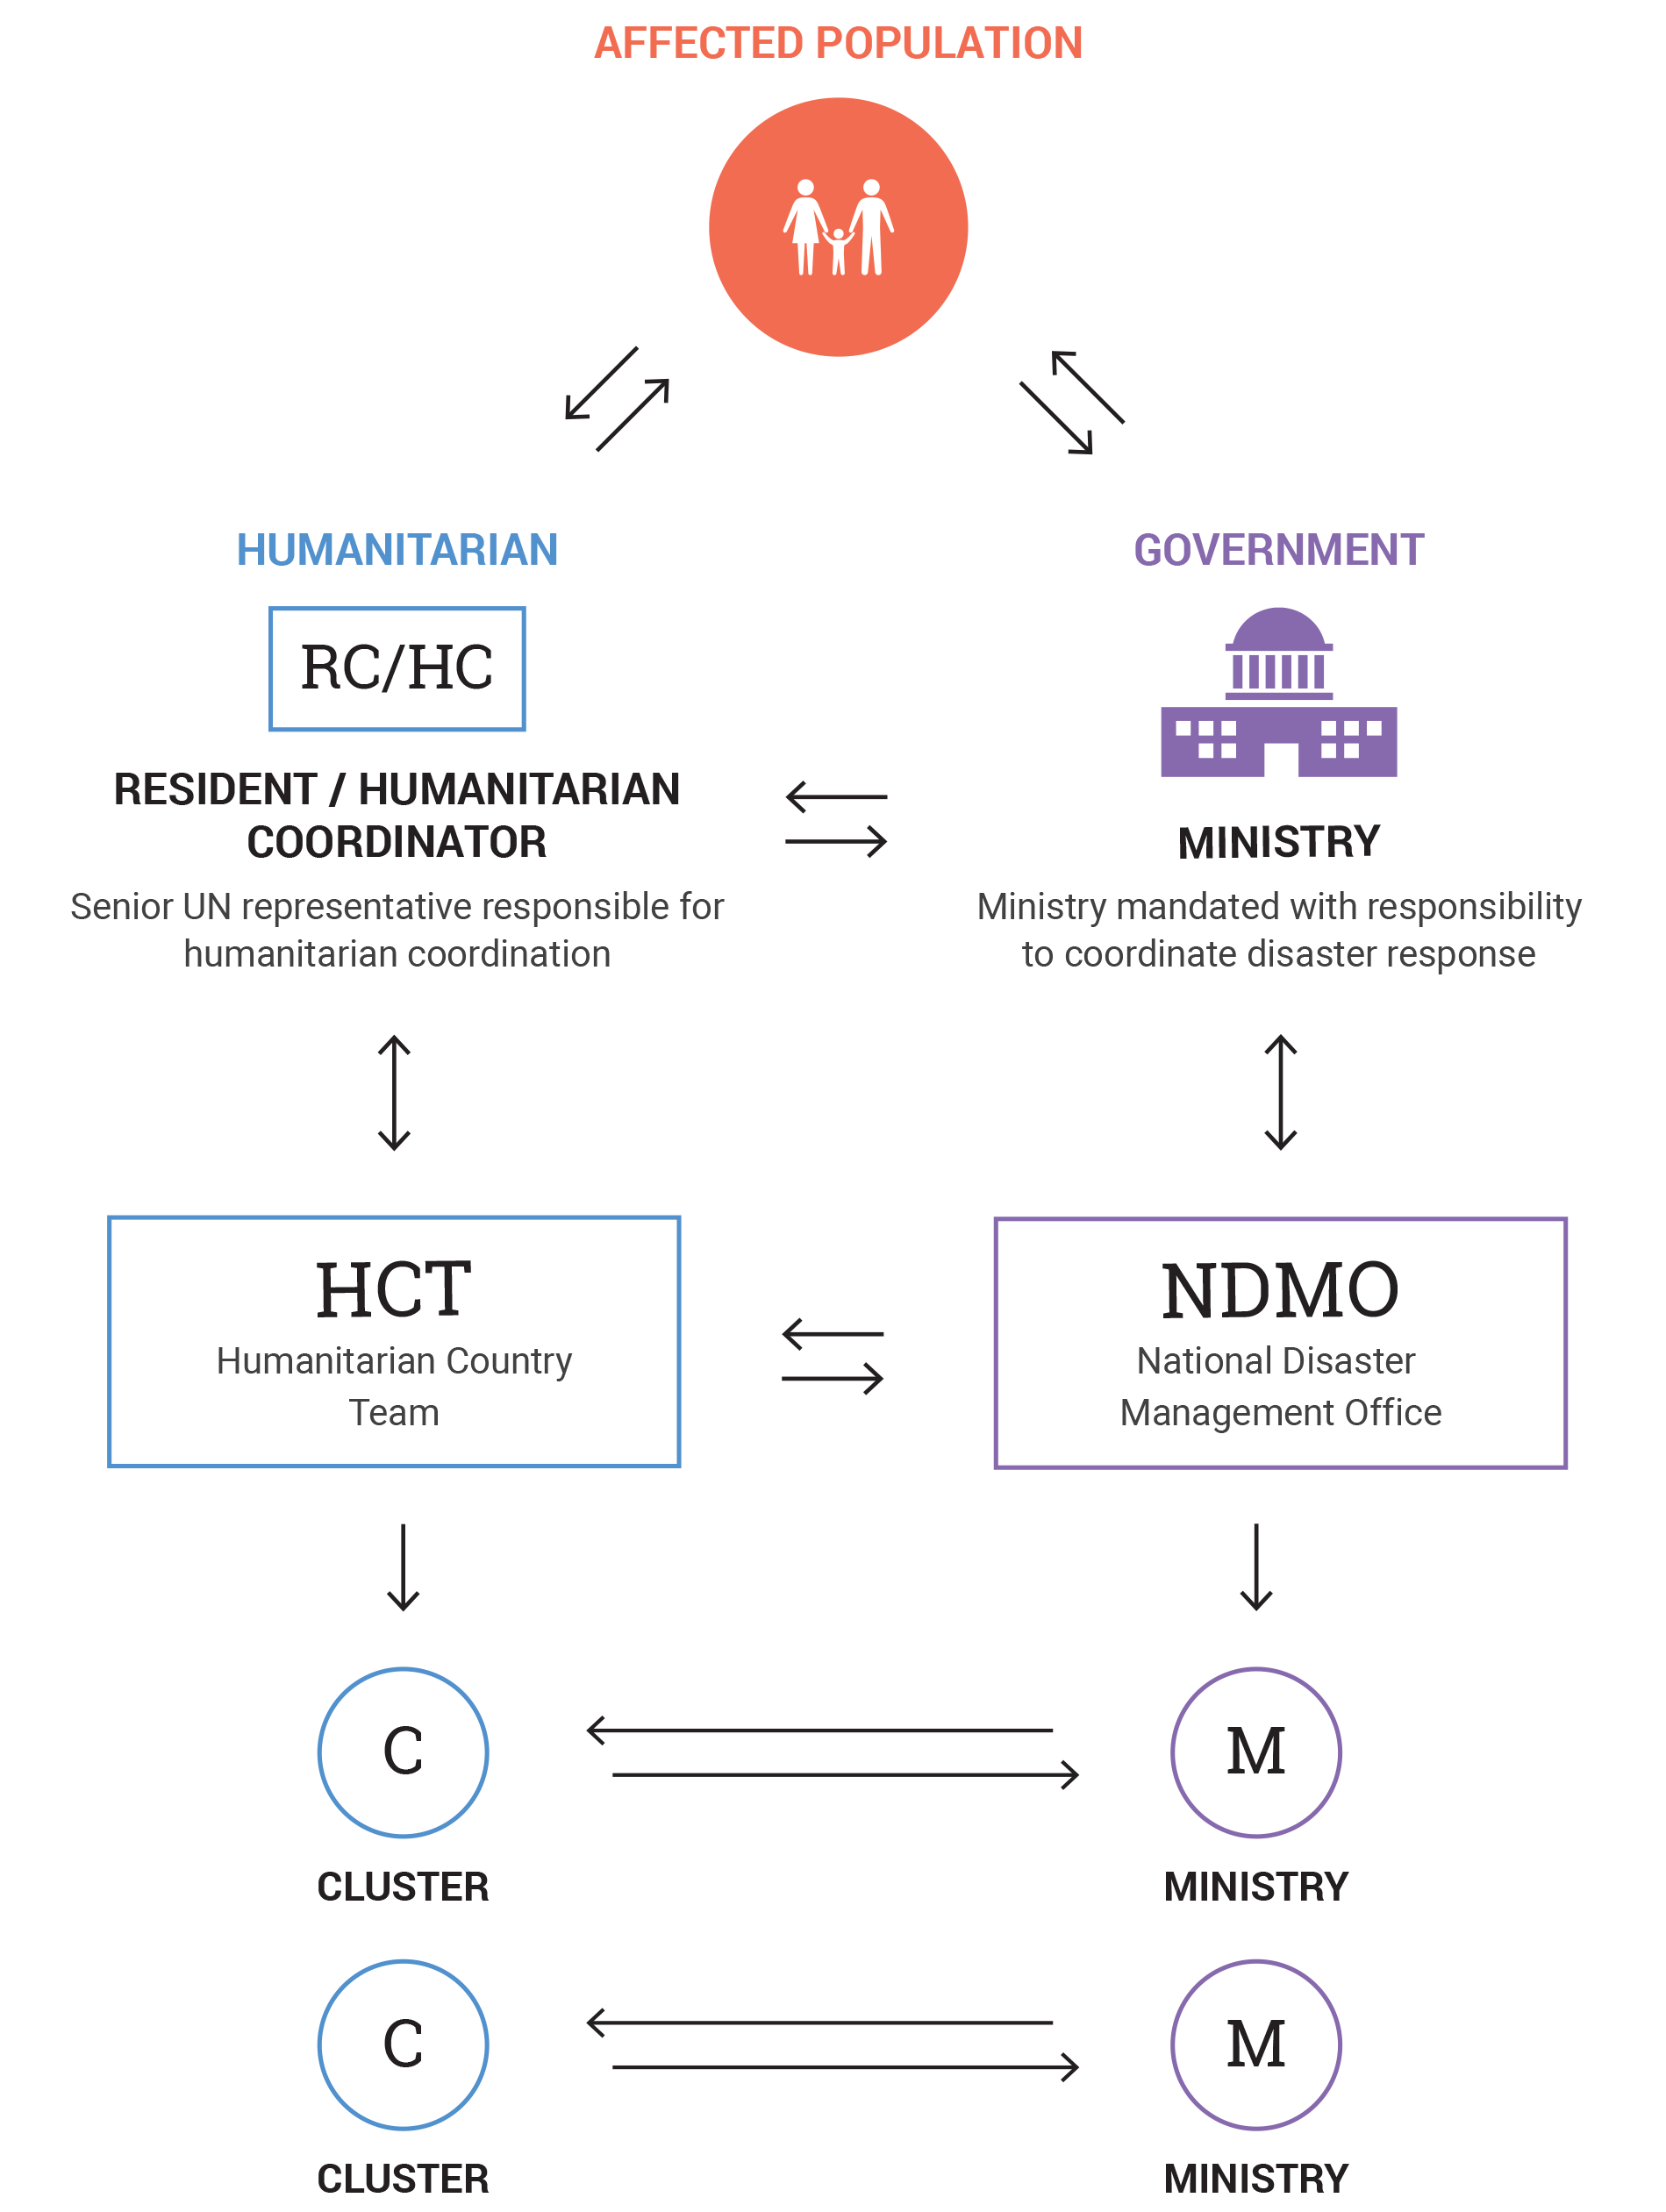 AFFECTED POPULATION
HUMANITARIAN
RC/HC
RESIDENT / HUMANITARIAN
COORDINATOR
Senior UN representative responsible for
humanitarian coordination
GOVERNMENT
MINISTRY
Ministry mandated with responsibility
to coordinate disaster response
HCT
Humanitarian Country
Team
NDMO
National Disaster
Management Office
C
CLUSTER
M
MINISTRY
C
CLUSTER
M
MINISTRY